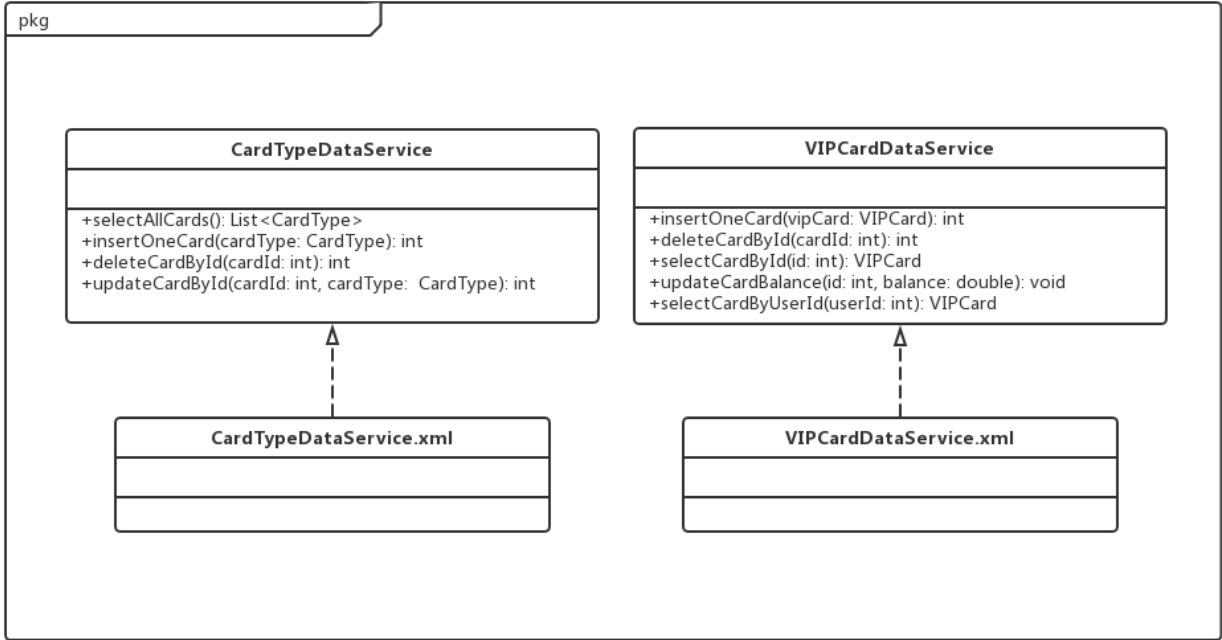 pkg
CardTypeDataService
+selectAllCards(): List<CardType>
+insertOneCard(cardType: CardType): int
+deleteCardById(cardId: int): int
+updateCardById(cardId: int, cardType:  CardType): int
VIPCardDataService
+insertOneCard(vipCard: VIPCard): int
+deleteCardById(cardId: int): int
+selectCardById(id: int): VIPCard
+updateCardBalance(id: int, balance: double): void
+selectCardByUserId(userId: int): VIPCard
CardTypeDataService.xml
VIPCardDataService.xml